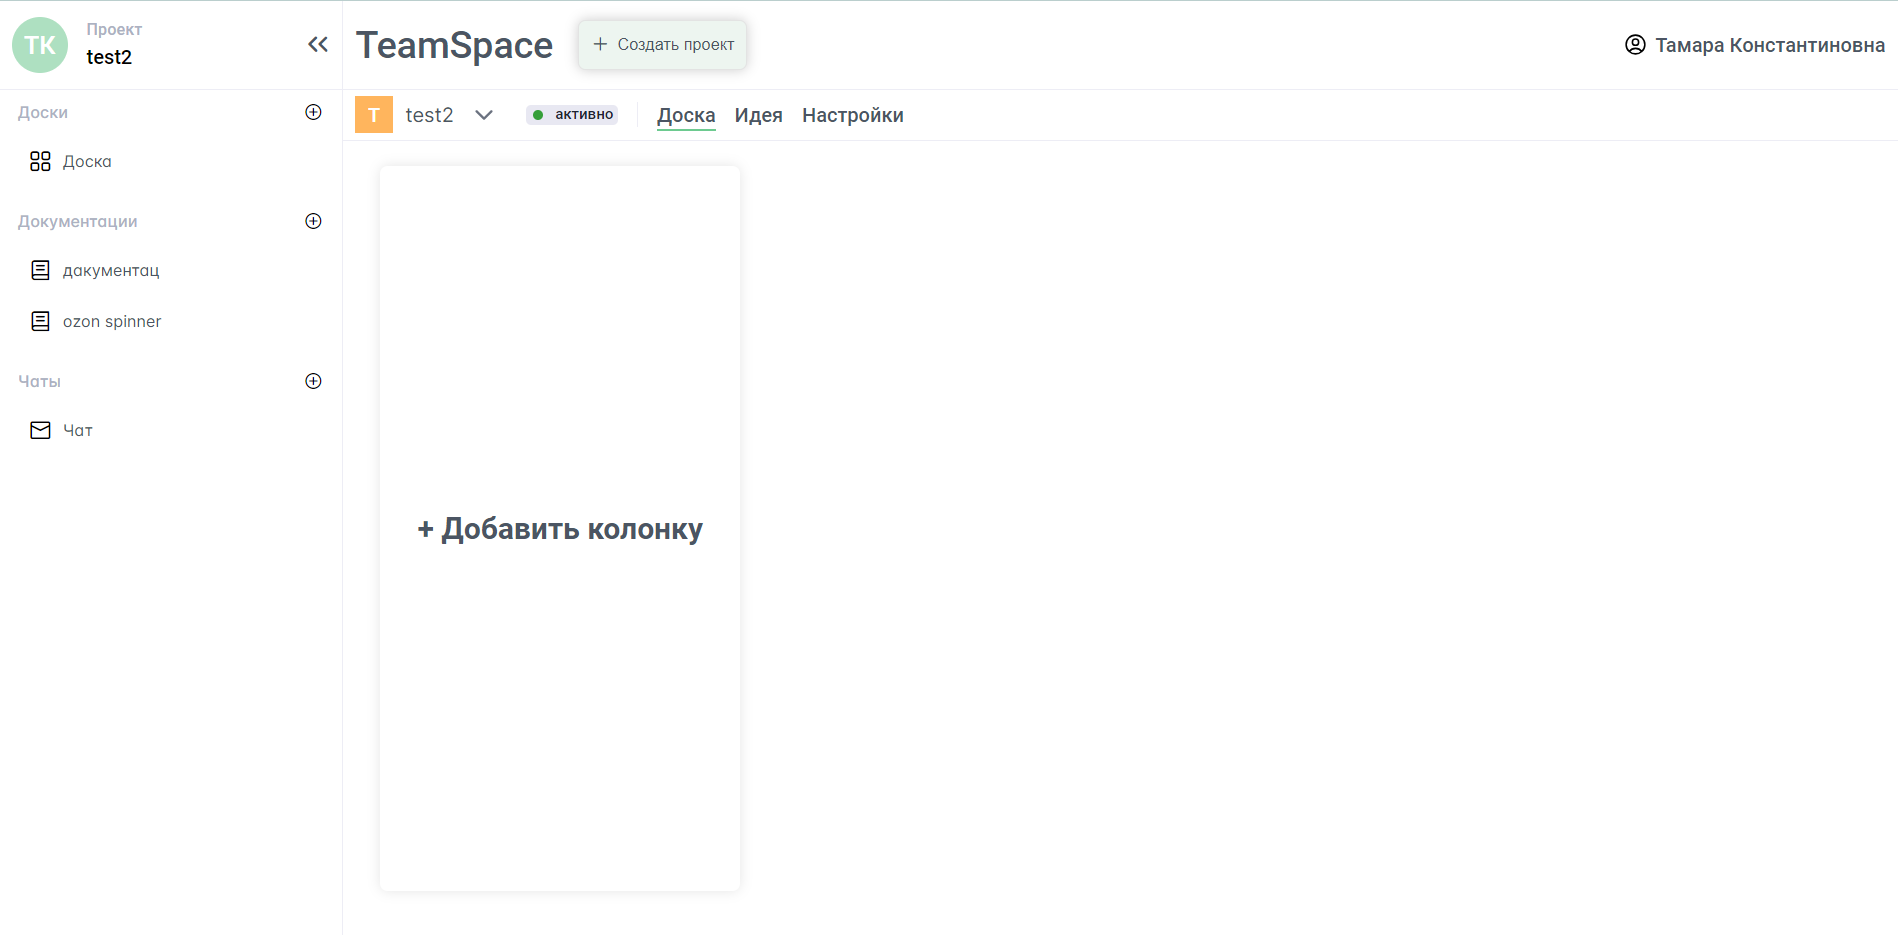 ТК
Проект
test2
TeamSpace
Создать проект
Тамара Константиновна
Доски
Доска
Документации
дакументац
ozon spinner
Чаты
Чат
T
test2
активно
Доска
Идея
Настройки
+ Добавить колонку